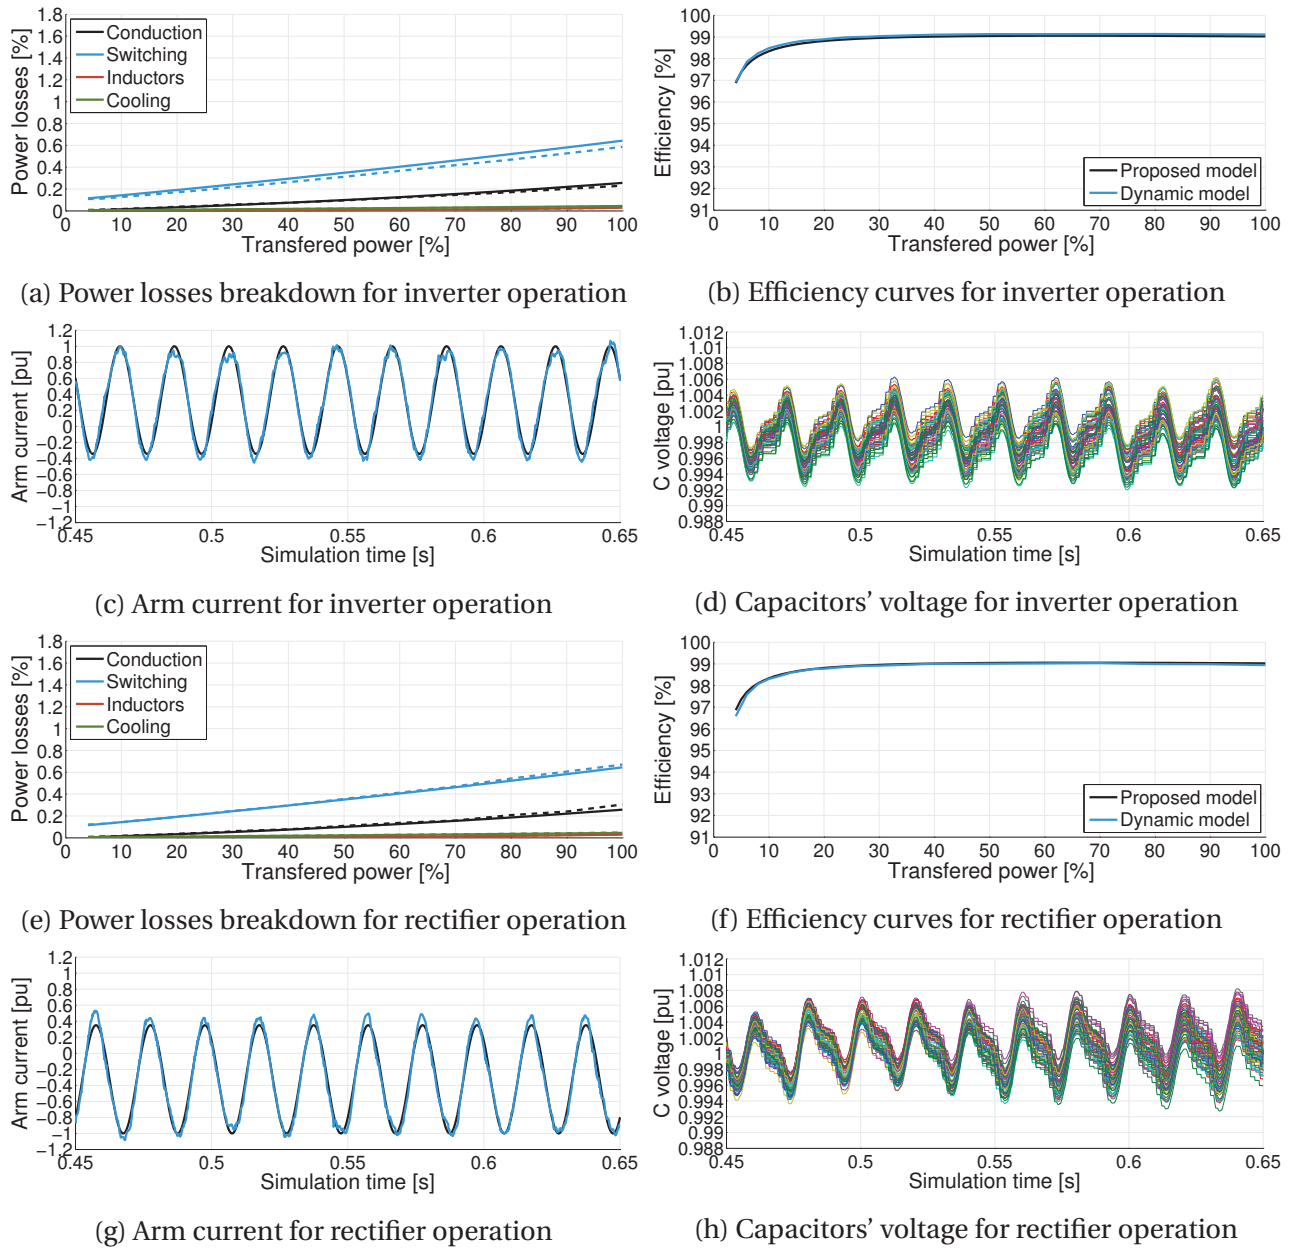 Power losses [%]
1.8
1.6
1.4
1.2
1
0.8
0.6
0.4
0.2
0
Conduction
Switching
Inductors
Cooling
0 10 20 30 40 50 60 70 80 90 100
Transfered power [%]
(a) Power losses breakdown for inverter operation
Efficiency [%]
100
99
98
97
96
95
94
93
92
91
Proposed model
Dynamic model
0 10 20 30 40 50 60 70 80 90 100
Transfered power [%]
(b) Efficiency curves for inverter operation
Arm current [pu]
1.2
1
0.8
0.6
0.4
0.2
0
−0.2
−0.4
−0.6
−0.8
−1
−1.2
0.45 0.5 0.55 0.6 0.65
Simulation time [s]
(c) Arm current for inverter operation
C voltage [pu]
1.012
1.01
1.006
1.004
1.002
1
0.998
0.996
0.994
0.992
0.99
0.988
0.45 0.5 0.55 0.6 0.65
Simulation time [s]
(d) Capacitors’ voltage for inverter operation
Power losses [%]
1.8
1.6
1.4
1.2
1
0.8
0.6
0.4
0.2
0
Conduction
Switching
Inductors
Cooling
0 10 20 30 40 50 60 70 80 90 100
Transfered power [%]
(e) Power losses breakdown for rectifier operation
Efficiency [%]
100
99
98
97
96
95
94
93
92
91
Proposed model
Dynamic model
0 10 20 30 40 50 60 70 80 90 100
Transfered power [%]
(f) Efficiency curves for rectifier operation
Arm current [pu]
1.2
1
0.8
0.6
0.4
0.2
0
−0.2
−0.4
−0.6
−0.8
−1
−1.2
0.45 0.5 0.55 0.6 0.65
Simulation time [s]
(g) Arm current for rectifier operation
C voltage [pu]
1.012
1.01
1.008
1.006
1.004
1.002
1
0.998
0.996
0.994
0.992
0.99
0.988
0.45 0.5 0.55 0.6 0.65
Simulation time [s]
(h) Capacitors’ voltage for rectifier operation